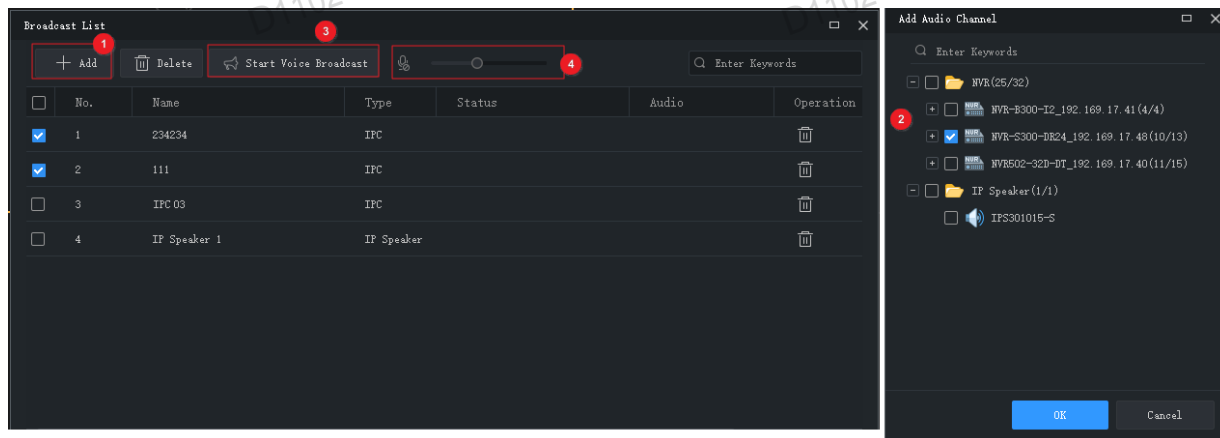 D1102
D1102
Broadcast List
1
3
+ Add
Delete
Start Voice Broadcast
4
Enter Keywords
No. Name Type Status Audio Operation
1 234234 IPC
2 111 IPC
3 IPC 03 IPC
4 IP Speaker 1 IP Speaker
Add Audio Channel
Enter Keywords
NVR(25/32)
2
NVR-B300-I2_192.169.17.41(4/4)
NVR-S300-DR24_192.169.17.48(10/13)
NVR502-32D-DT_192.169.17.40(11/15)
IP Speaker(1/1)
IPS301015-S
OK
Cancel